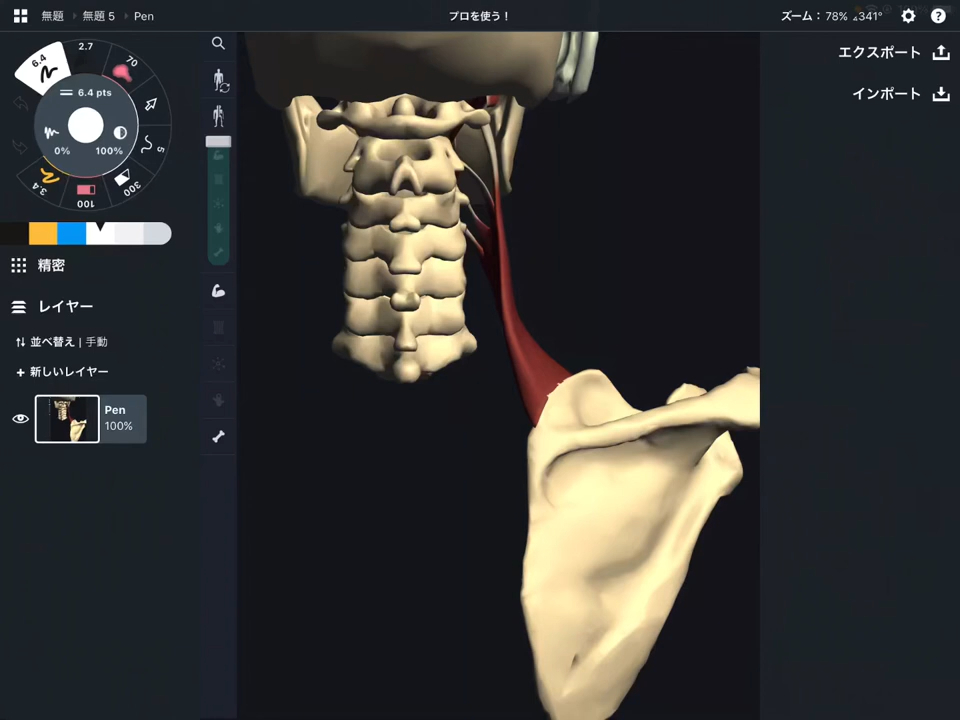 無題 › 無題 5 › Pen
プロを使う！
ズーム： 78% ⊿341°
?
エクスポート
インポート
2.7
6.4
70
6.4 pts
0%
100%
5
300
100
3.4
精密
レイヤー
並べ替え | 手動
+ 新しいレイヤー
Pen
100%